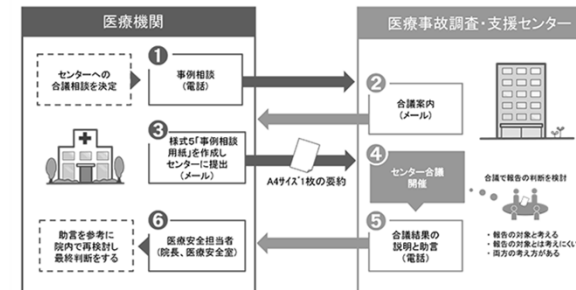 医療機関
医療事故調査・支援センター
センターへの
合議相談を決定
1
事例相談
(電話)
2
合議案内
(メール)
3
様式5「事例相談
用紙」を作成し
センターに提出
(メール)
A4サイズ1枚の要約
4
センター合議
開催
合議で報告の判断を検討
5
合議結果の
説明と助言
(電話)
・報告の対象と考える
・報告の対象とは考えにくい
・両方の考え方がある
6
医療安全担当者
(院長、医療安全室)
助言を参考に
院内で再検討し
最終判断をする